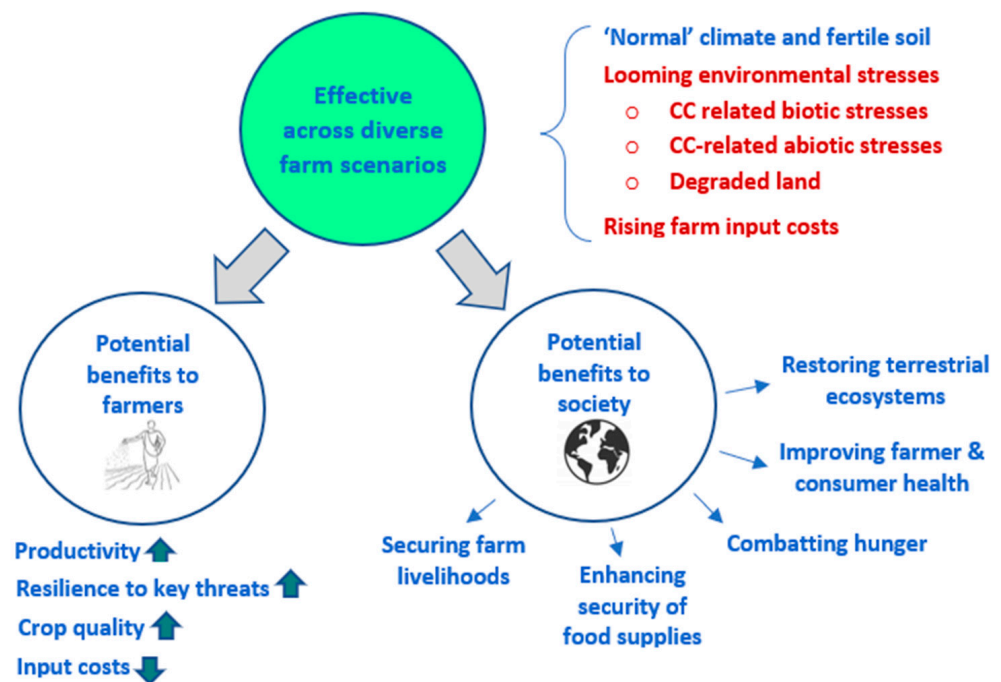 Effective
across diverse
farm scenarios
‘Normal’ climate and fertile soil
Looming environmental stresses
o CC related biotic stresses
o CC-related abiotic stresses
o Degraded land
Rising farm input costs
Potential
benefits to
farmers
Potential
benefits to
society
Productivity
Resilience to key threats
Crop quality
Input costs
Securing farm
livelihoods
Enhancing
security of
food supplies
Combatting hunger
Improving farmer &
consumer health
Restoring terrestrial
ecosystems